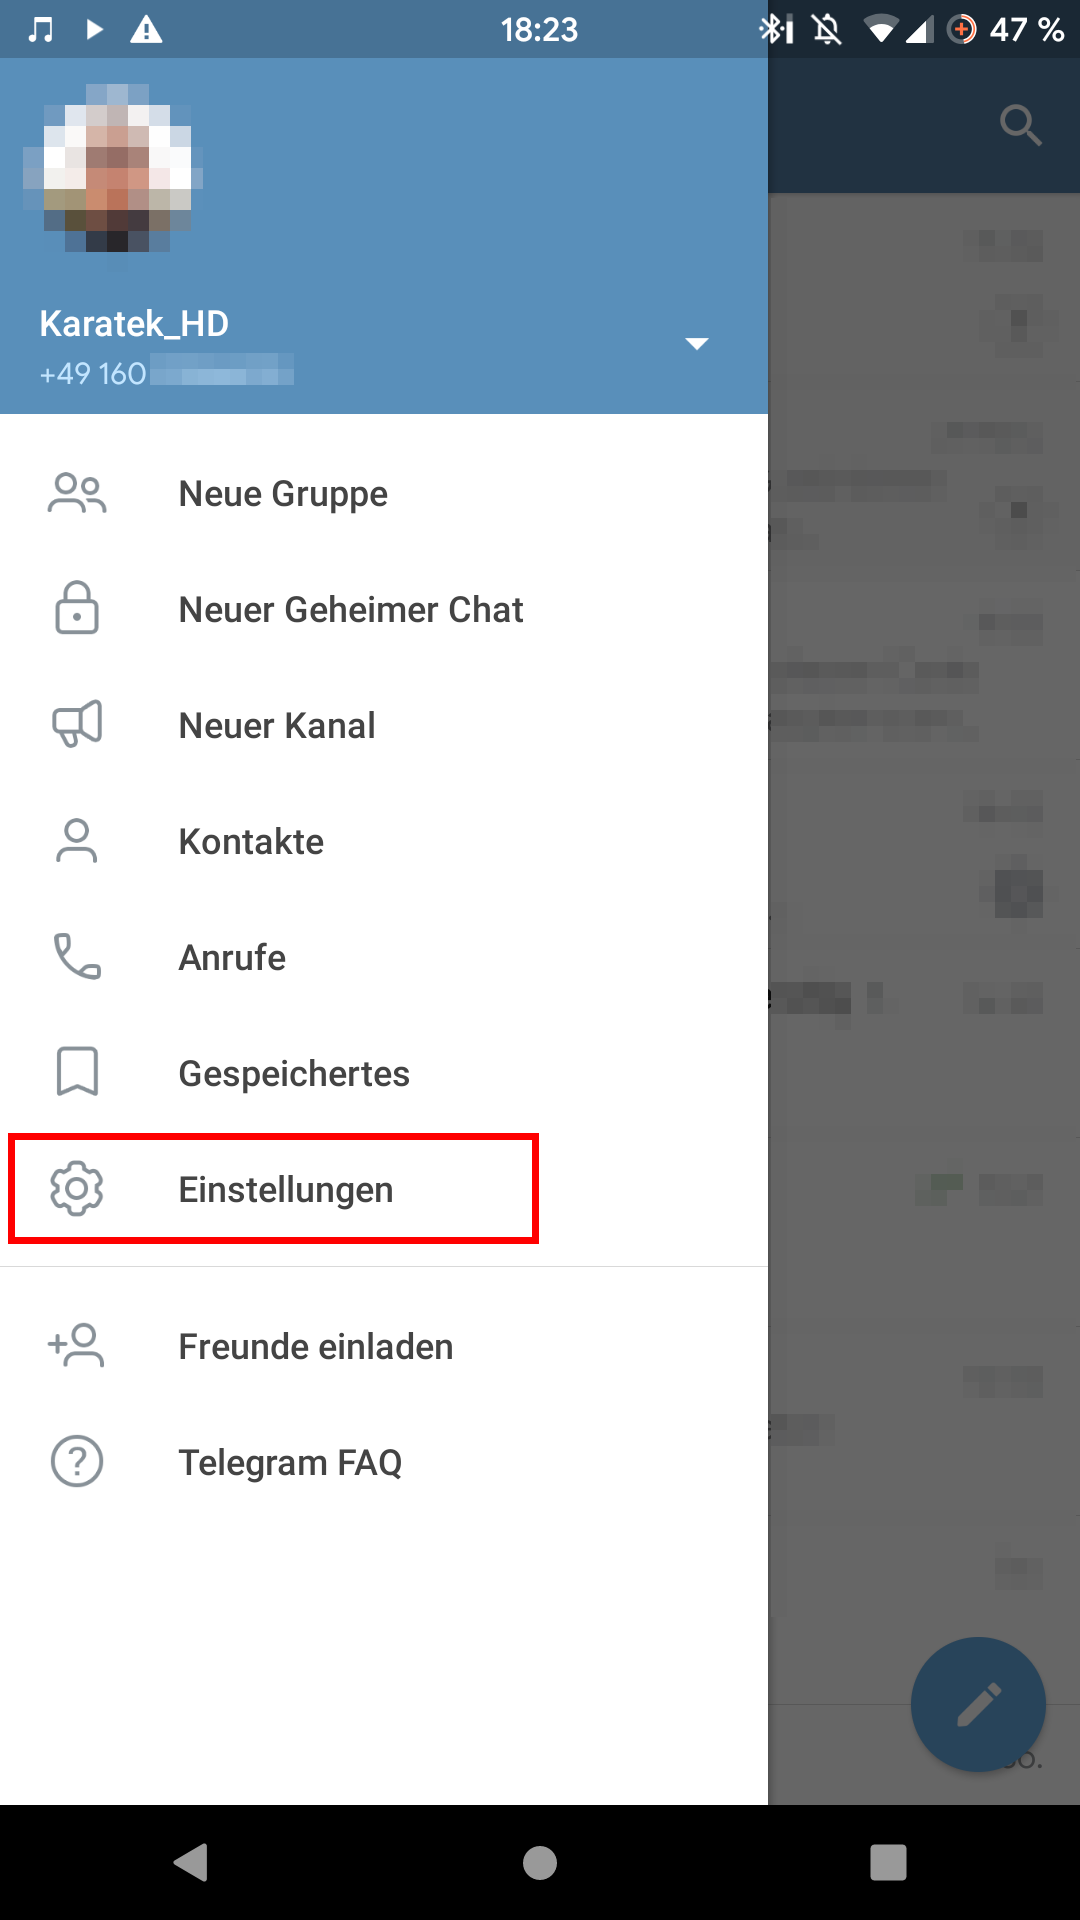 18:23
47 %
Karatek_HD
+49 160
Neue Gruppe
Neuer Geheimer Chat
Neuer Kanal
Kontakte
Anrufe
Gespeichertes
Einstellungen
Freunde einladen
Telegram FAQ